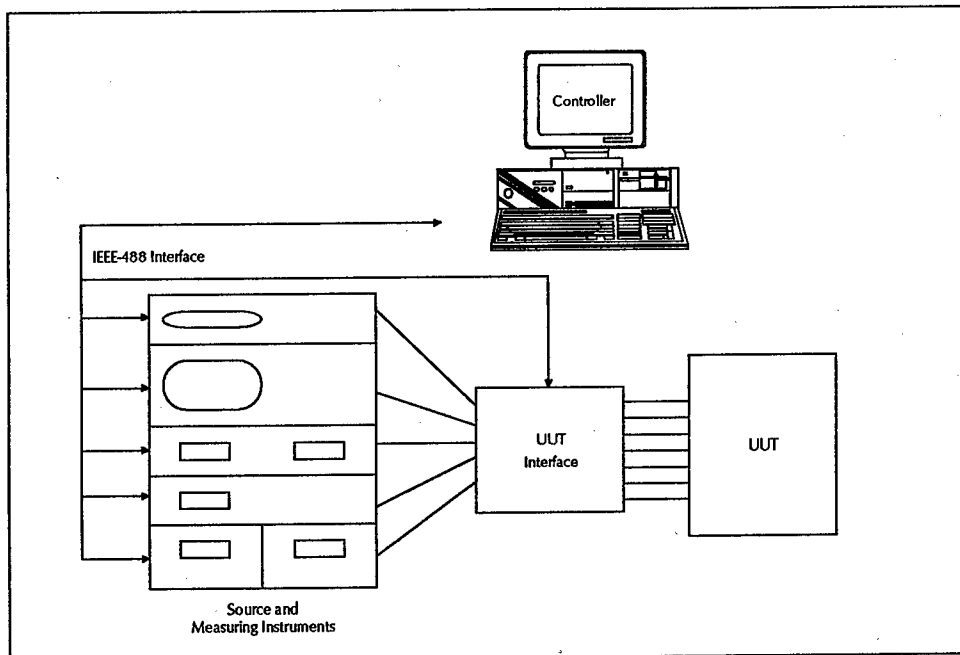 Controller
IEEE-488 Interface
UUT
Interface
UUT
Source and
Measuring Instruments